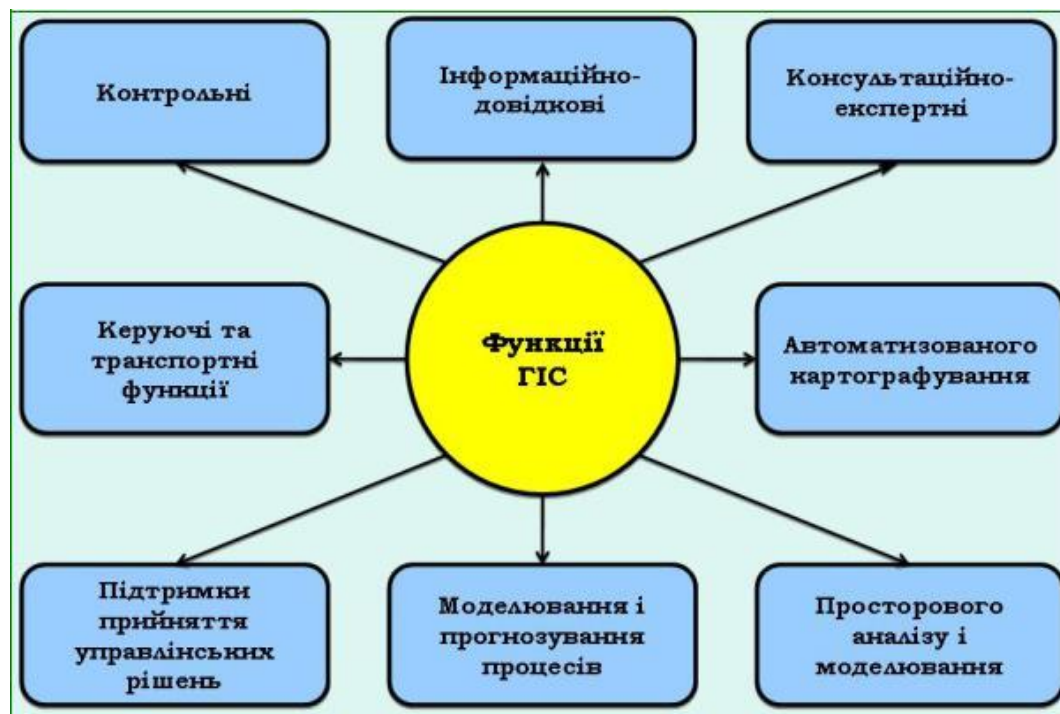 Контрольні
Інформаційно-
довідкові
Консультаційно-
експертні
Керуючі та
транспортні
функції
Функції
ГІС
Автоматизованого
картографування
Підтримки
прийняття
управлінських
рішень
Моделювання і
прогнозування
процесів
Просторового
аналізу і
моделювання